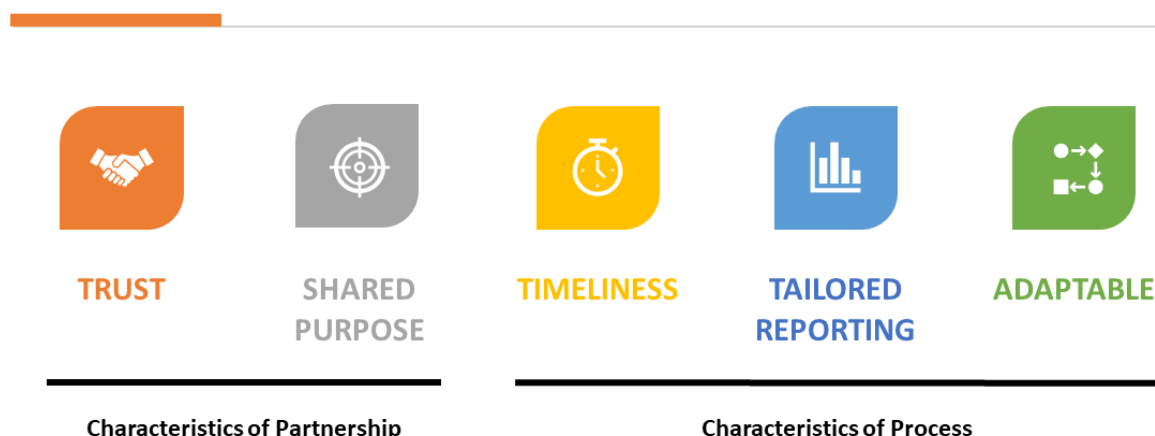 TRUST
SHARED
PURPOSE
TIMELINESS
TAILORED
REPORTING
ADAPTABLE
Characteristics of Partnership
Characteristics of Process